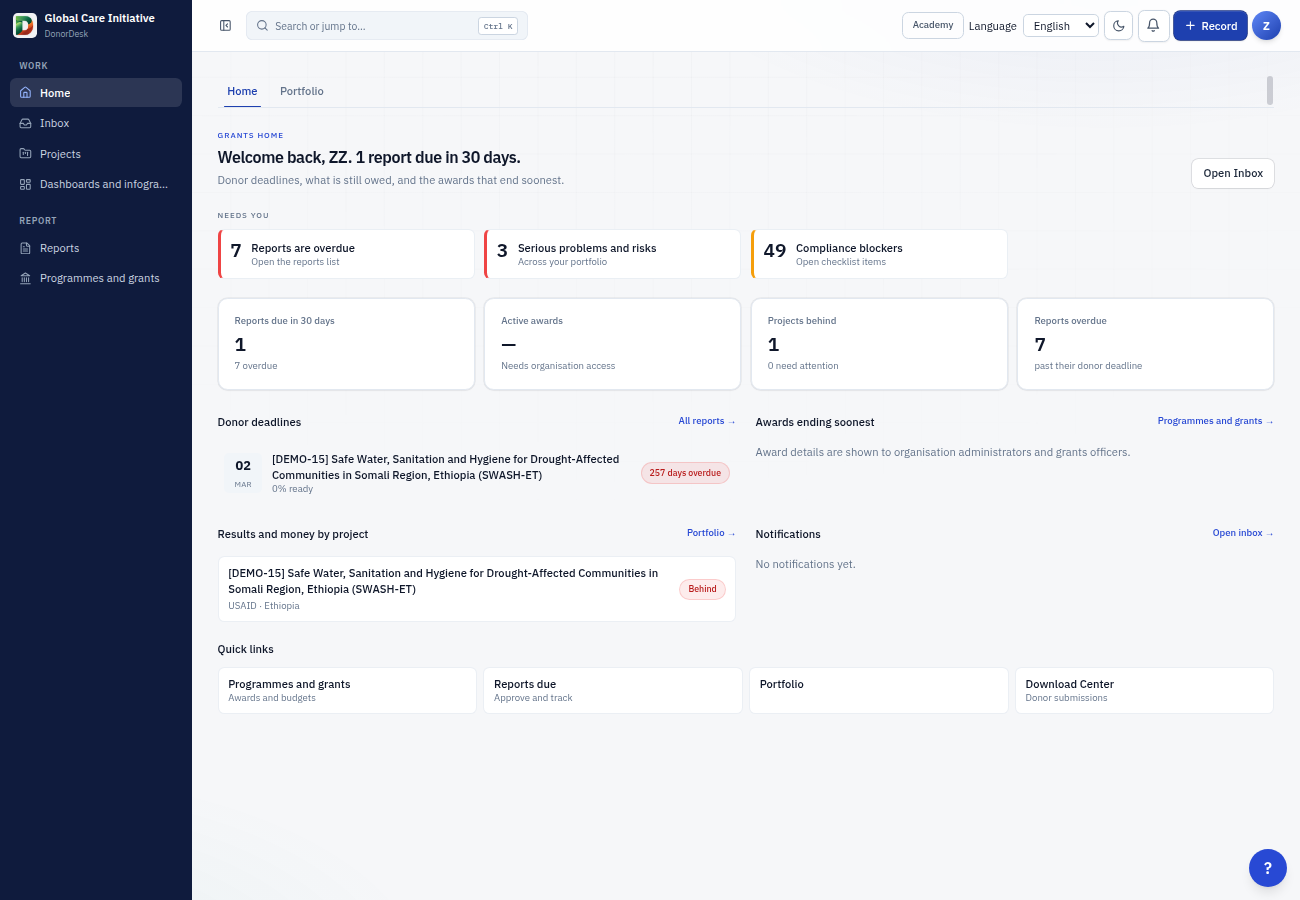 Global Care Initiative
DonorDesk
Search or jump to...
Ctrl K
Academy
Language
English
+ Record
Z
WORK
Home
Inbox
Projects
Dashboards and infogra...
REPORT
Reports
Programmes and grants
Home
Portfolio
GRANTS HOME
Welcome back, ZZ. 1 report due in 30 days.
Donor deadlines, what is still owed, and the awards that end soonest.
Open Inbox
NEEDS YOU
7
Reports are overdue
Open the reports list
3
Serious problems and risks
Across your portfolio
49
Compliance blockers
Open checklist items
Reports due in 30 days
1
7 overdue
Active awards
—
Needs organisation access
Projects behind
1
0 need attention
Reports overdue
7
past their donor deadline
Donor deadlines
All reports →
02
MAR
[DEMO-15] Safe Water, Sanitation and Hygiene for Drought-Affected
Communities in Somali Region, Ethiopia (SWASH-ET)
0% ready
257 days overdue
Awards ending soonest
Programmes and grants →
Award details are shown to organisation administrators and grants officers.
Results and money by project
Portfolio →
[DEMO-15] Safe Water, Sanitation and Hygiene for Drought-Affected Communities in
Somali Region, Ethiopia (SWASH-ET)
USAID · Ethiopia
Behind
Notifications
Open inbox →
No notifications yet.
Quick links
Programmes and grants
Awards and budgets
Reports due
Approve and track
Portfolio
Download Center
Donor submissions
?